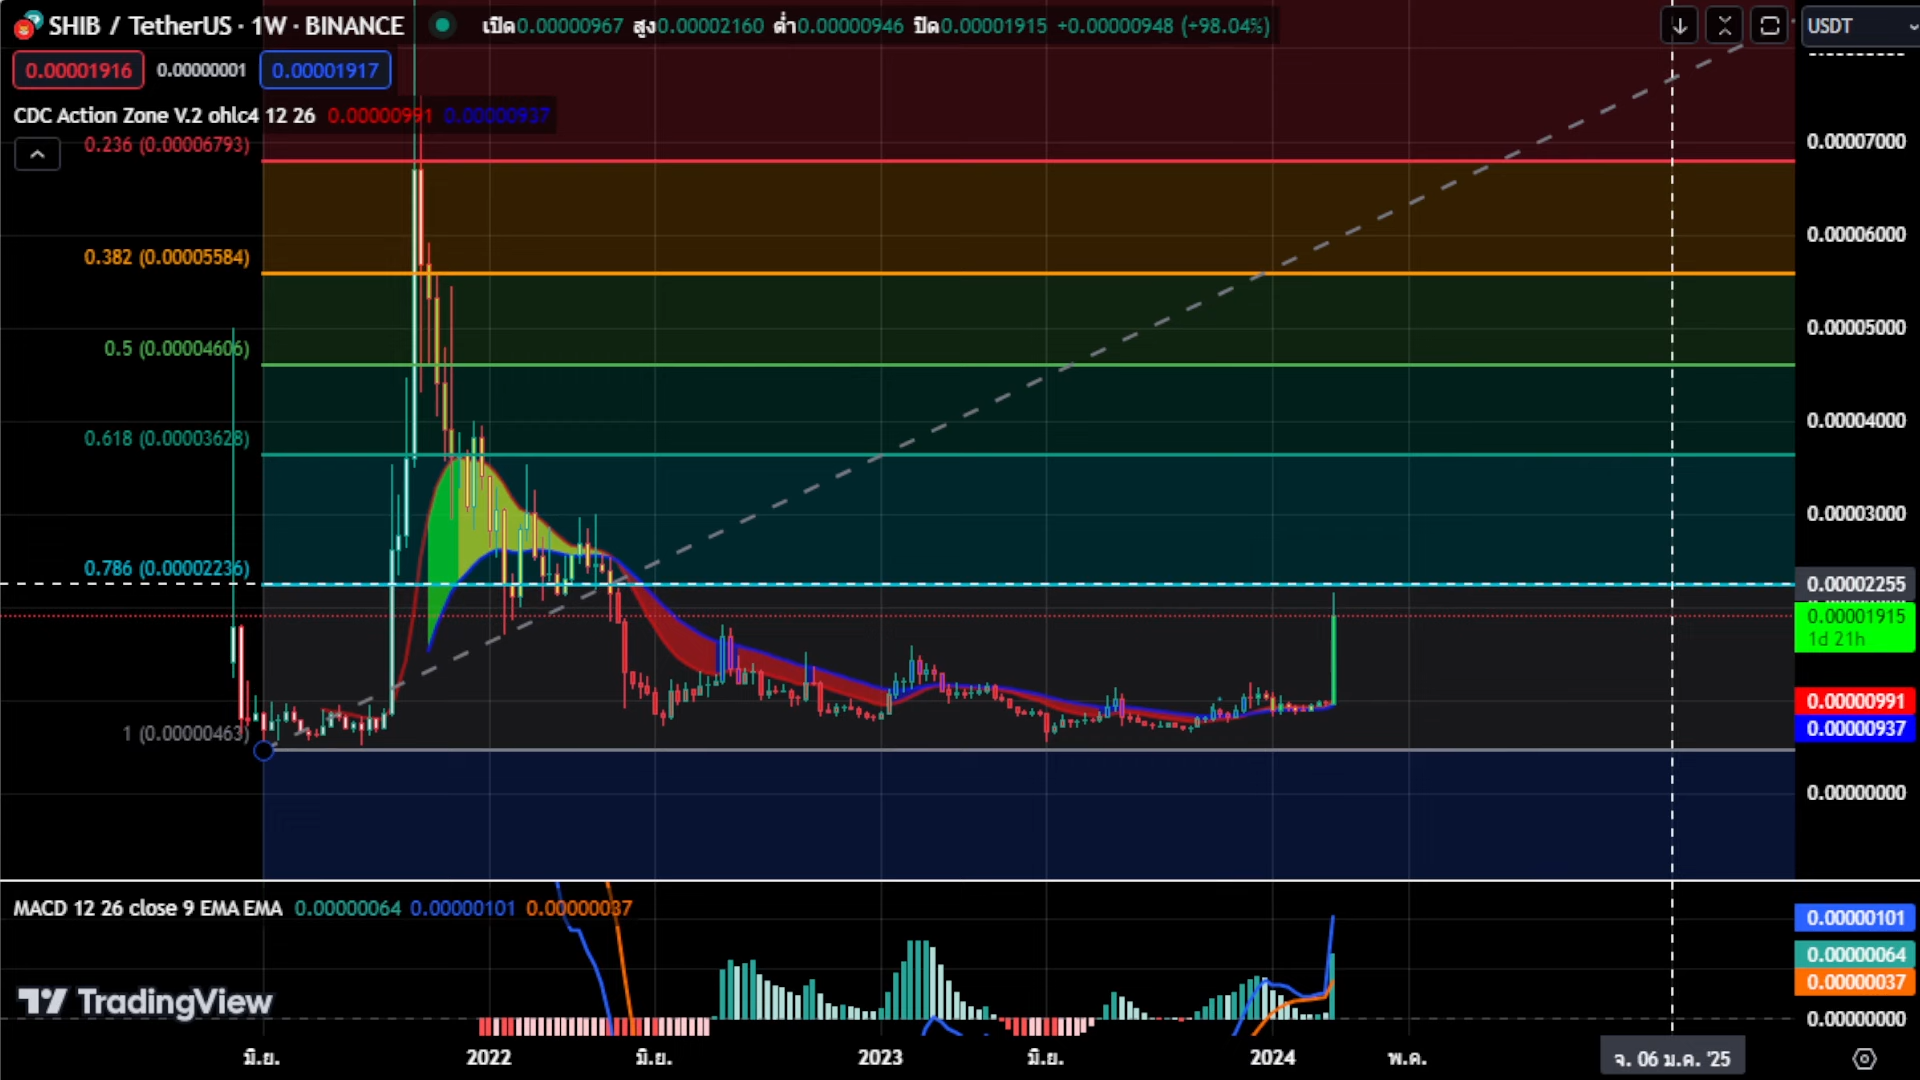 SHIB / TetherUS · 1W · BINANCE เปิด0.00000967 สูง0.00002160 ต่ำ0.00000946 ปิด0.00001915 +0.00000948 (+98.04%)
USDT
0.00001916 0.00000001 0.00001917
CDC Action Zone V.2 ohlc4 12 26 0.00000991 0.00000937
0.236 (0.00006793)
0.00007000
0.00006000
0.382 (0.00005584)
0.00005000
0.5 (0.00004606)
0.00004000
0.618 (0.00003628)
0.00003000
0.786 (0.00002236)
0.00002255
0.00001915
1d 21h
0.00000991
0.00000937
1 (0.00000463)
0.00000000
MACD 12 26 close 9 EMA EMA 0.00000064 0.00000101 0.00000037
0.00000101
0.00000064
0.00000037
TradingView
0.00000000
มิ.ย. 2022 มิ.ย. 2023 มิ.ย. 2024 พ.ค. จ. 06 ม.ค. '25